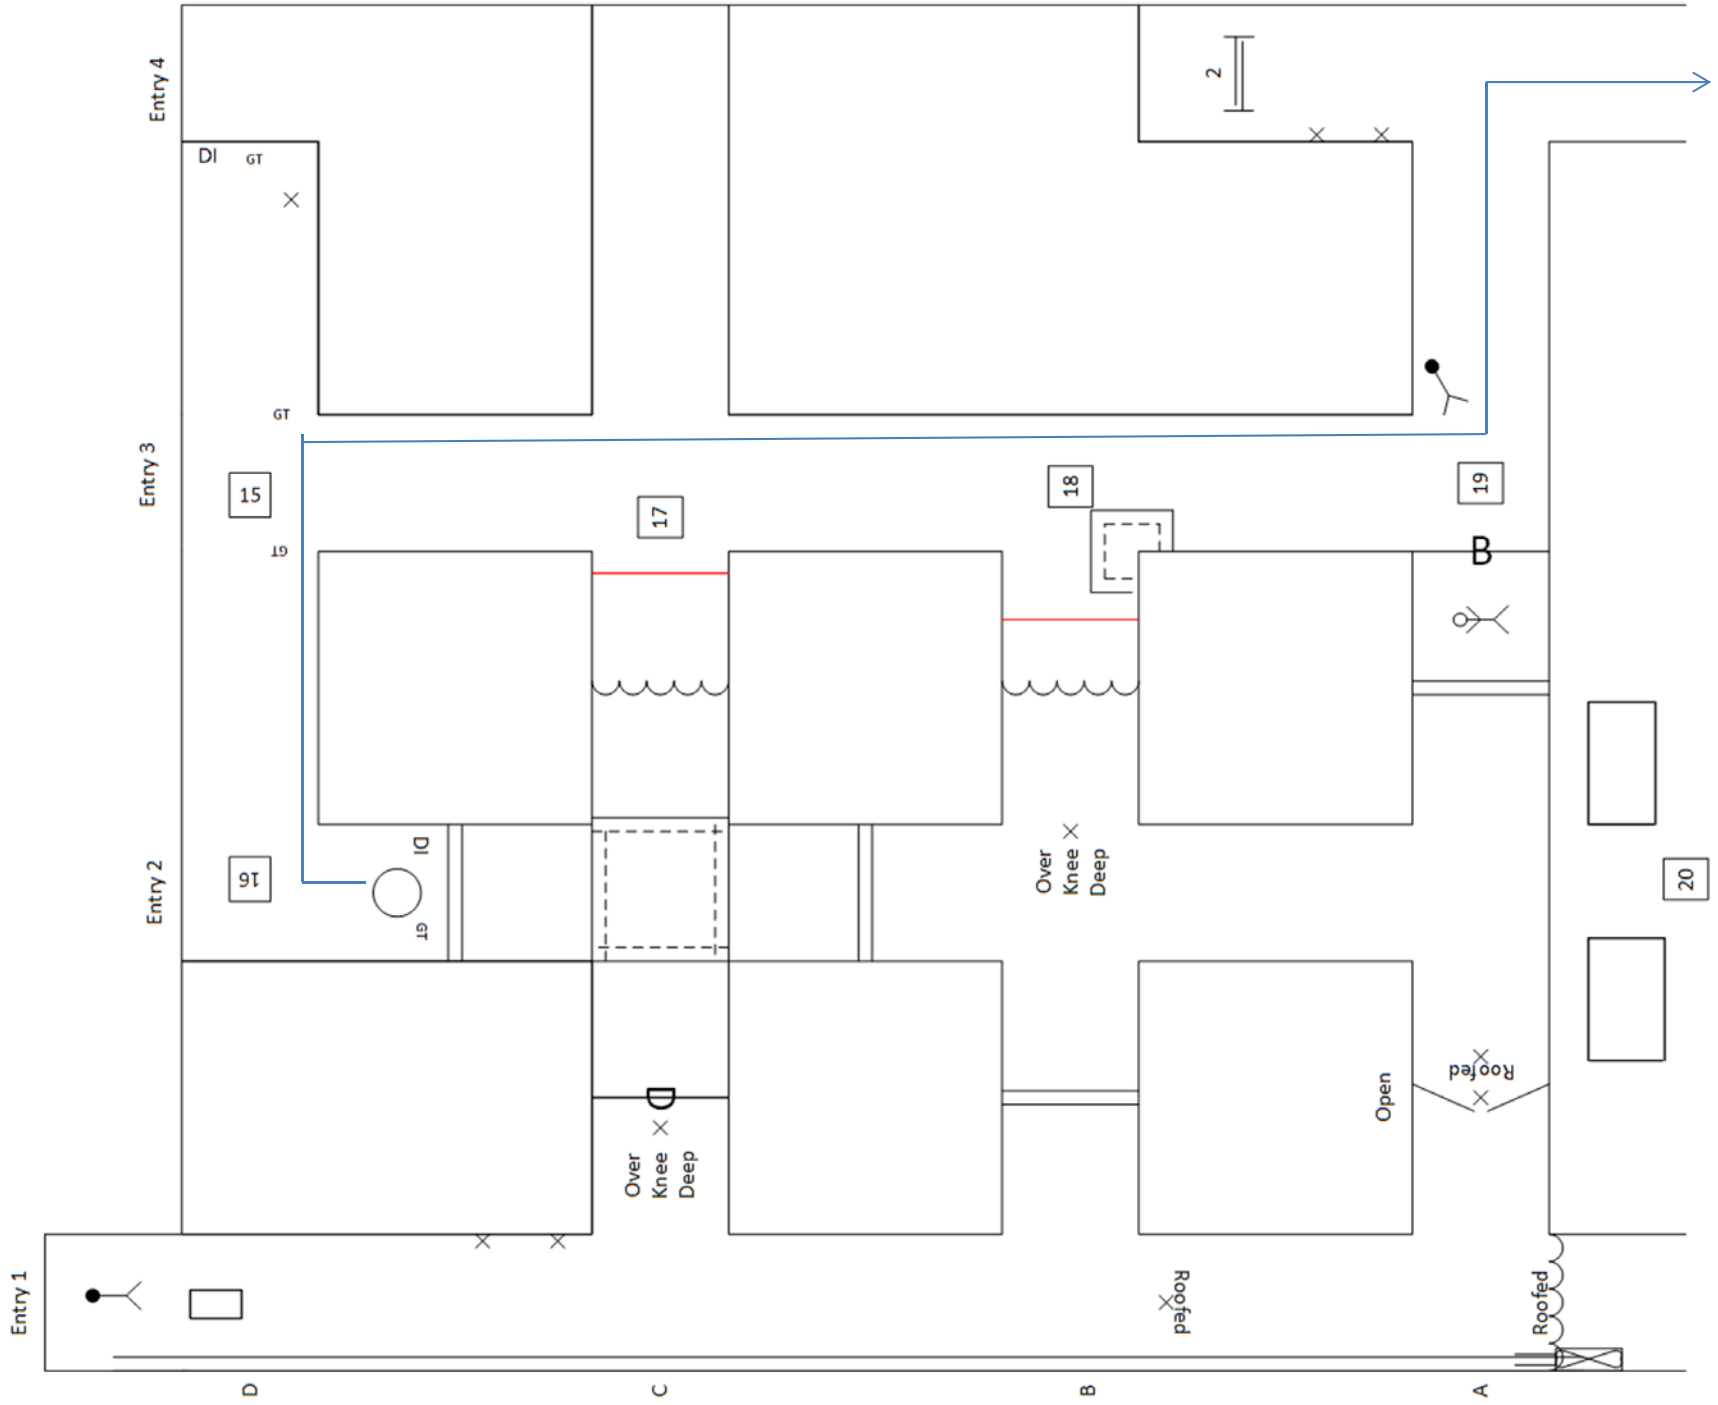 Entry 4
2
DI GT
GT
Entry 3
15
18
19
17
GT
B
DI
Over
Knee
Deep
Entry 2
16
20
GT
D
Roofed
Open
Over
Knee
Deep
Entry 1
Roofed
Roofed
D
C
B
A